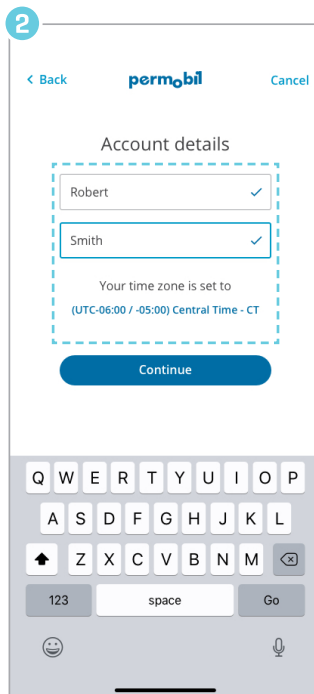 2
< Back permobil Cancel
Account details
Robert
Smith
Your time zone is set to
(UTC-06:00 / -05:00) Central Time - CT
Continue
Q W E R T Y U I O P
A S D F G H J K L
Z X C V B N M
123 space Go